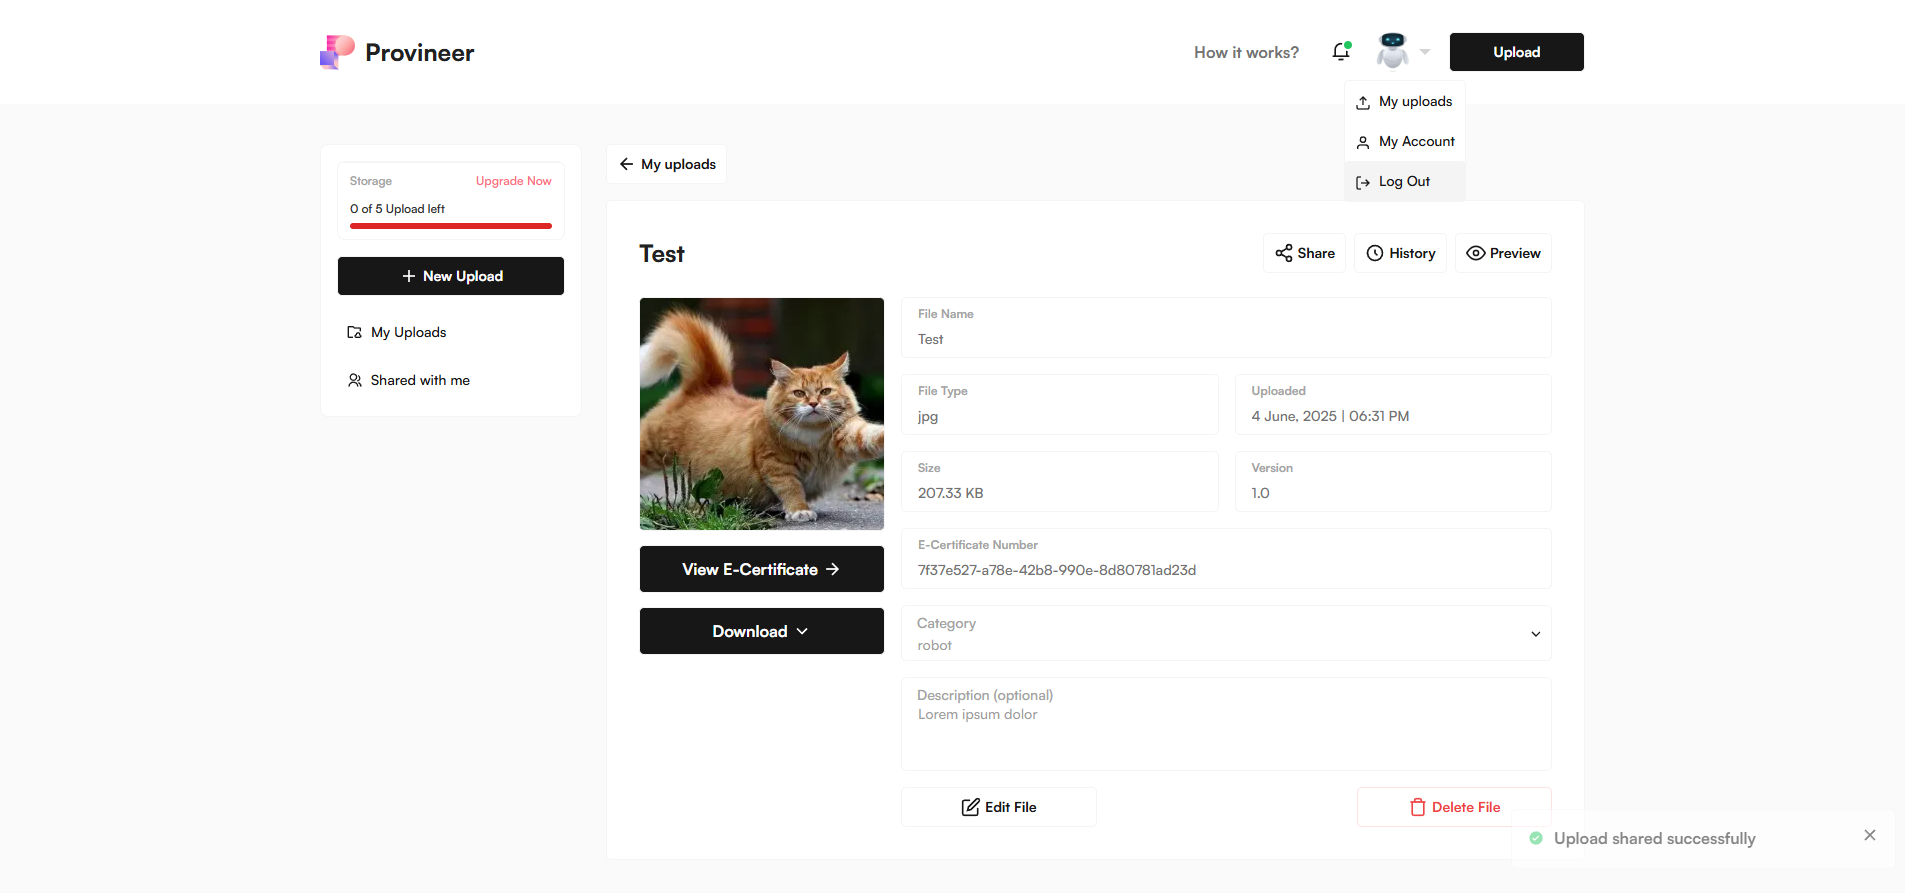 Provineer
How it works?
Upload
My uploads
My Account
Log Out
Storage
Upgrade Now
0 of 5 Upload left
New Upload
My Uploads
Shared with me
My uploads
Test
Share
History
Preview
View E-Certificate
Download
File Name
Test
File Type
jpg
Uploaded
4 June, 2025 | 06:31 PM
Size
207.33 KB
Version
1.0
E-Certificate Number
7f37e527-a78e-42b8-990e-8d80781ad23d
Category
robot
Description (optional)
Lorem ipsum dolor
Edit File
Delete File
Upload shared successfully